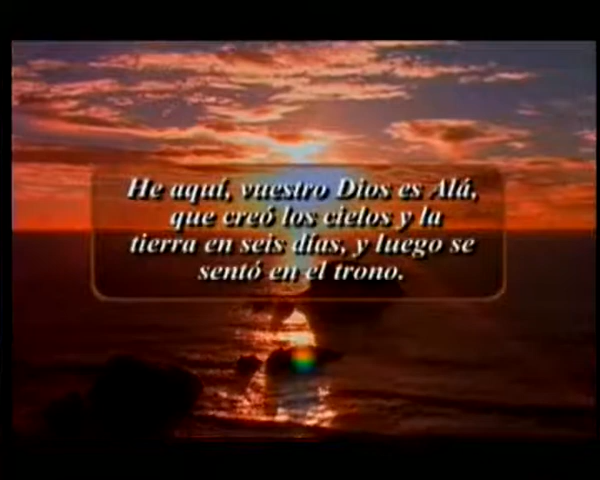 He aquí, vuestro Dios es Alá,
que creó los cielos y la
tierra en seis días, y luego se
sentó en el trono.